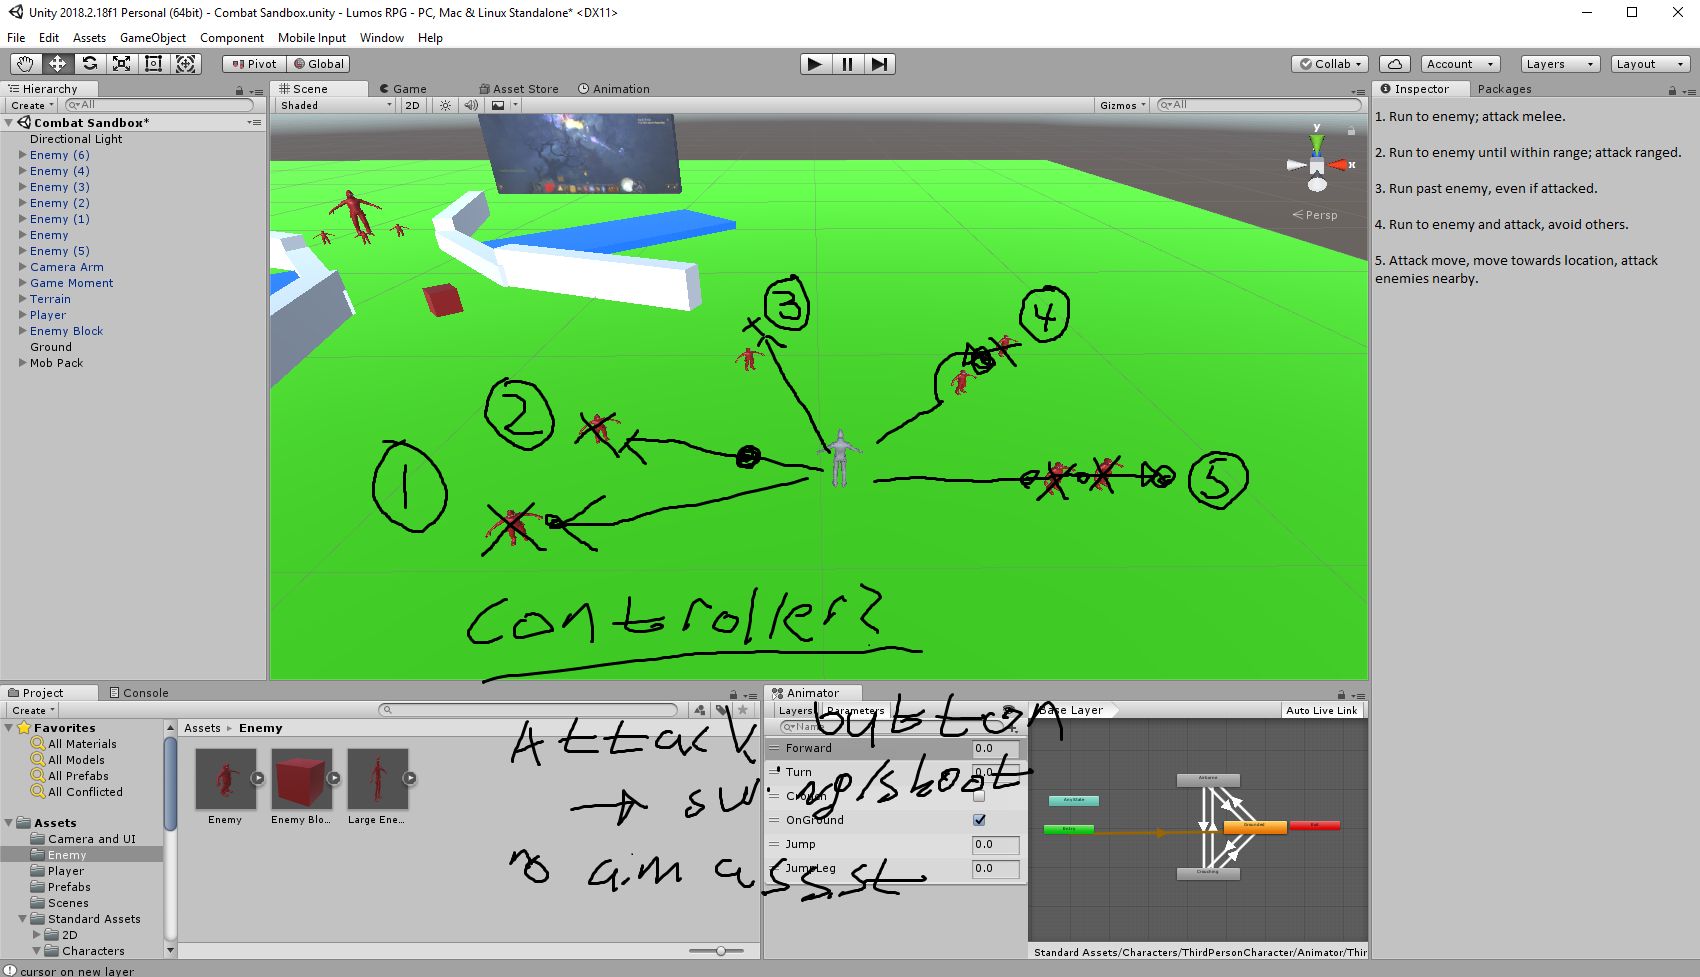 Unity 2018.2.18f1 Personal (64bit) - Combat Sandbox.unity - Lumos RPG - PC, Mac & Linux Standalone* <DX11>
File Edit Assets GameObject Component Mobile Input Window Help
Pivot Global Collab Account Layers Layout
Hierarchy
Create All
Combat Sandbox*
Directional Light
Enemy (6)
Enemy (4)
Enemy (3)
Enemy (2)
Enemy (1)
Enemy
Enemy (5)
Camera Arm
Game Moment
Terrain
Player
Enemy Block
Ground
Mob Pack
Scene Game Asset Store Animation
Shaded 2D Gizmos All
y
x
Persp
3
4
2
1
5
Controller?
Attack button
→ swing/shoot
no aim assist
Inspector Packages
1. Run to enemy; attack melee.
2. Run to enemy until within range; attack ranged.
3. Run past enemy, even if attacked.
4. Run to enemy and attack, avoid others.
5. Attack move, move towards location, attack
enemies nearby.
Project Console
Create
Favorites
All Materials
All Models
All Prefabs
All Conflicted
Assets
Camera and UI
Enemy
Player
Prefabs
Scenes
Standard Assets
2D
Characters
Assets Enemy
Enemy Enemy Blo... Large Ene...
Animator
Layers Parameters Base Layer Auto Live Link
Name
Forward 0.0
Turn 0.0
Crouch
OnGround
Jump 0.0
JumpLeg 0.0
Airborne
Any State
Entry
Grounded
Exit
Crouching
Standard Assets/Characters/ThirdPersonCharacter/Animator/Thir
cursor on new layer